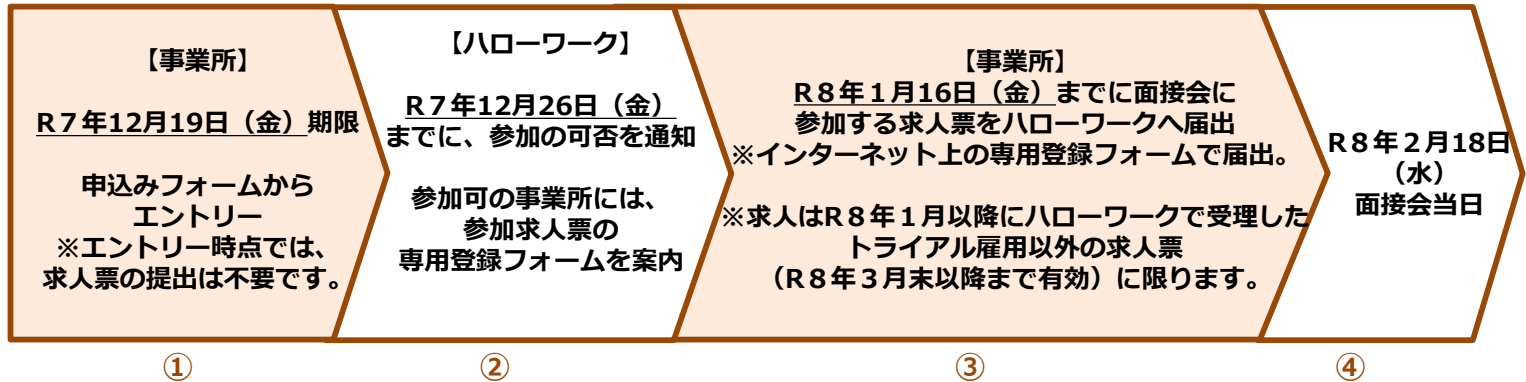 【事業所】
R7年12月19日（金）期限
申込みフォームから
エントリー
※エントリー時点では、
求人票の提出は不要です。
【ハローワーク】
R7年12月26日（金）
までに、参加の可否を通知
参加可の事業所には、
参加求人票の
専用登録フォームを案内
【事業所】
R8年１月16日（金）までに面接会に
参加する求人票をハローワークへ届出
※インターネット上の専用登録フォームで届出。
※求人はR8年１月以降にハローワークで受理した
トライアル雇用以外の求人票
（R8年３月末以降まで有効）に限ります。
R8年２月18日
（水）
面接会当日
①
②
③
④